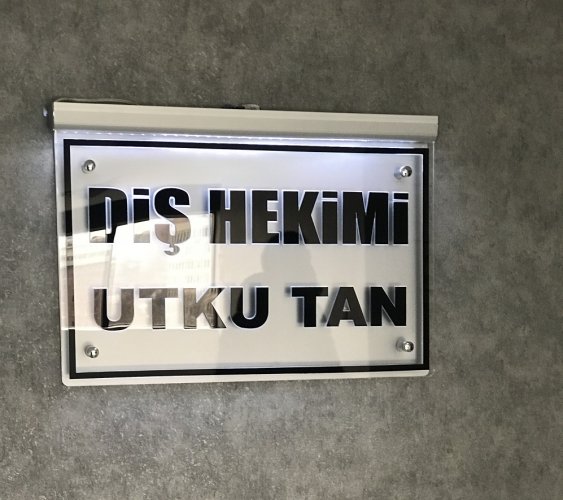 DİŞ HEKİMİ
UTKU TAN